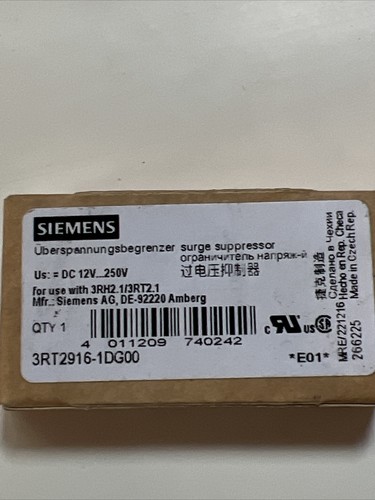 SIEMENS
Überspannungsbegrenzer surge suppressor
ограничитель напряж-й
过电压抑制器
Us: = DC 12V...250V
for use with 3RH2.1/3RT2.1
Mfr.: Siemens AG, DE-92220 Amberg
QTY 1
4 011209 740242
3RT2916-1DG00
c UR US
*E01*
捷克制造
Сделано в Чехии
Hecho en Rep. Checa
Made in Czech Rep.
MRE/221216
266225